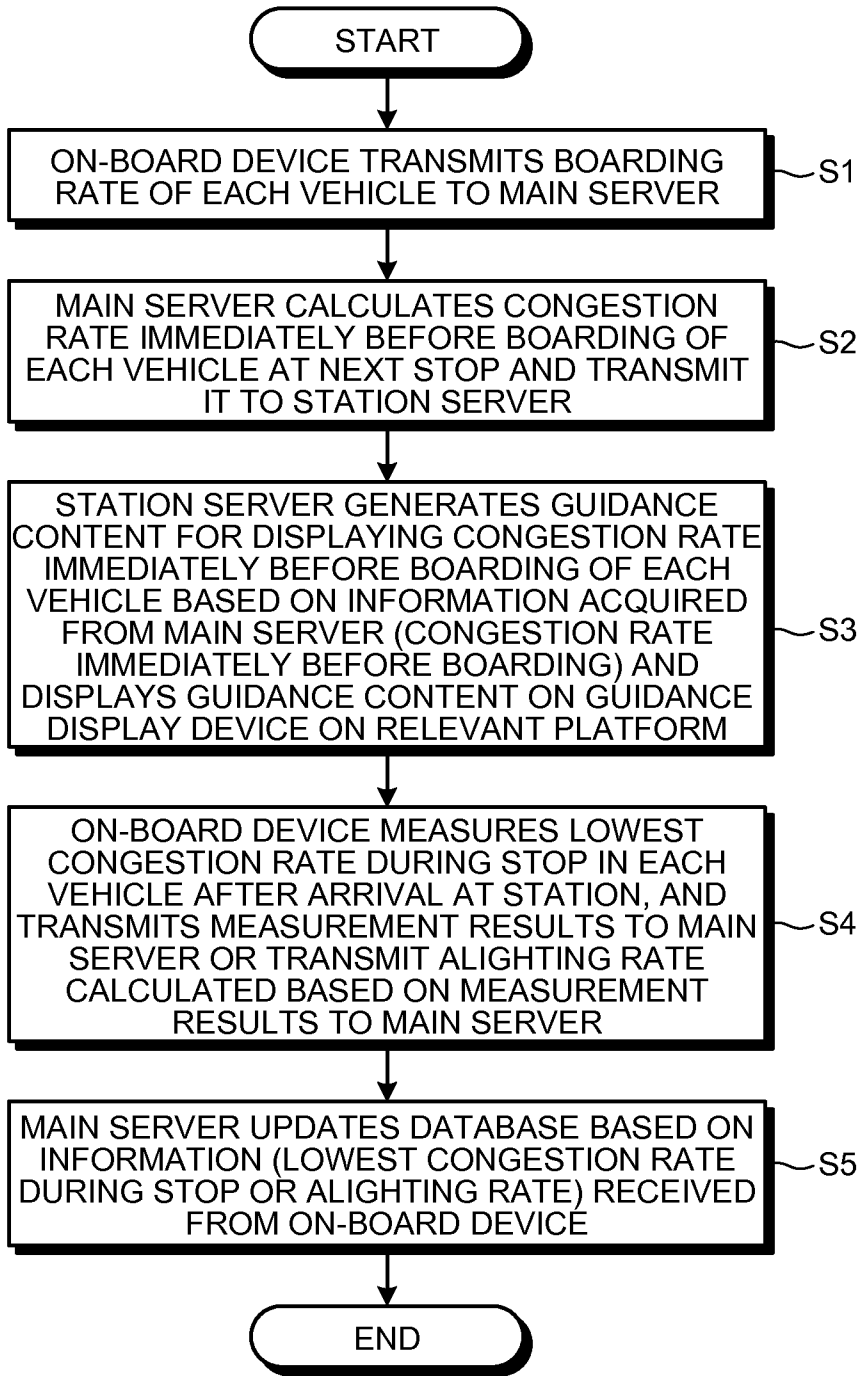 START
ON-BOARD DEVICE TRANSMITS BOARDING
RATE OF EACH VEHICLE TO MAIN SERVER
S1
MAIN SERVER CALCULATES CONGESTION
RATE IMMEDIATELY BEFORE BOARDING OF
EACH VEHICLE AT NEXT STOP AND TRANSMIT
IT TO STATION SERVER
S2
STATION SERVER GENERATES GUIDANCE
CONTENT FOR DISPLAYING CONGESTION RATE
IMMEDIATELY BEFORE BOARDING OF EACH
VEHICLE BASED ON INFORMATION ACQUIRED
FROM MAIN SERVER (CONGESTION RATE
IMMEDIATELY BEFORE BOARDING) AND
DISPLAYS GUIDANCE CONTENT ON GUIDANCE
DISPLAY DEVICE ON RELEVANT PLATFORM
S3
ON-BOARD DEVICE MEASURES LOWEST
CONGESTION RATE DURING STOP IN EACH
VEHICLE AFTER ARRIVAL AT STATION, AND
TRANSMITS MEASUREMENT RESULTS TO MAIN
SERVER OR TRANSMIT ALIGHTING RATE
CALCULATED BASED ON MEASUREMENT
RESULTS TO MAIN SERVER
S4
MAIN SERVER UPDATES DATABASE BASED ON
INFORMATION (LOWEST CONGESTION RATE
DURING STOP OR ALIGHTING RATE) RECEIVED
FROM ON-BOARD DEVICE
S5
END